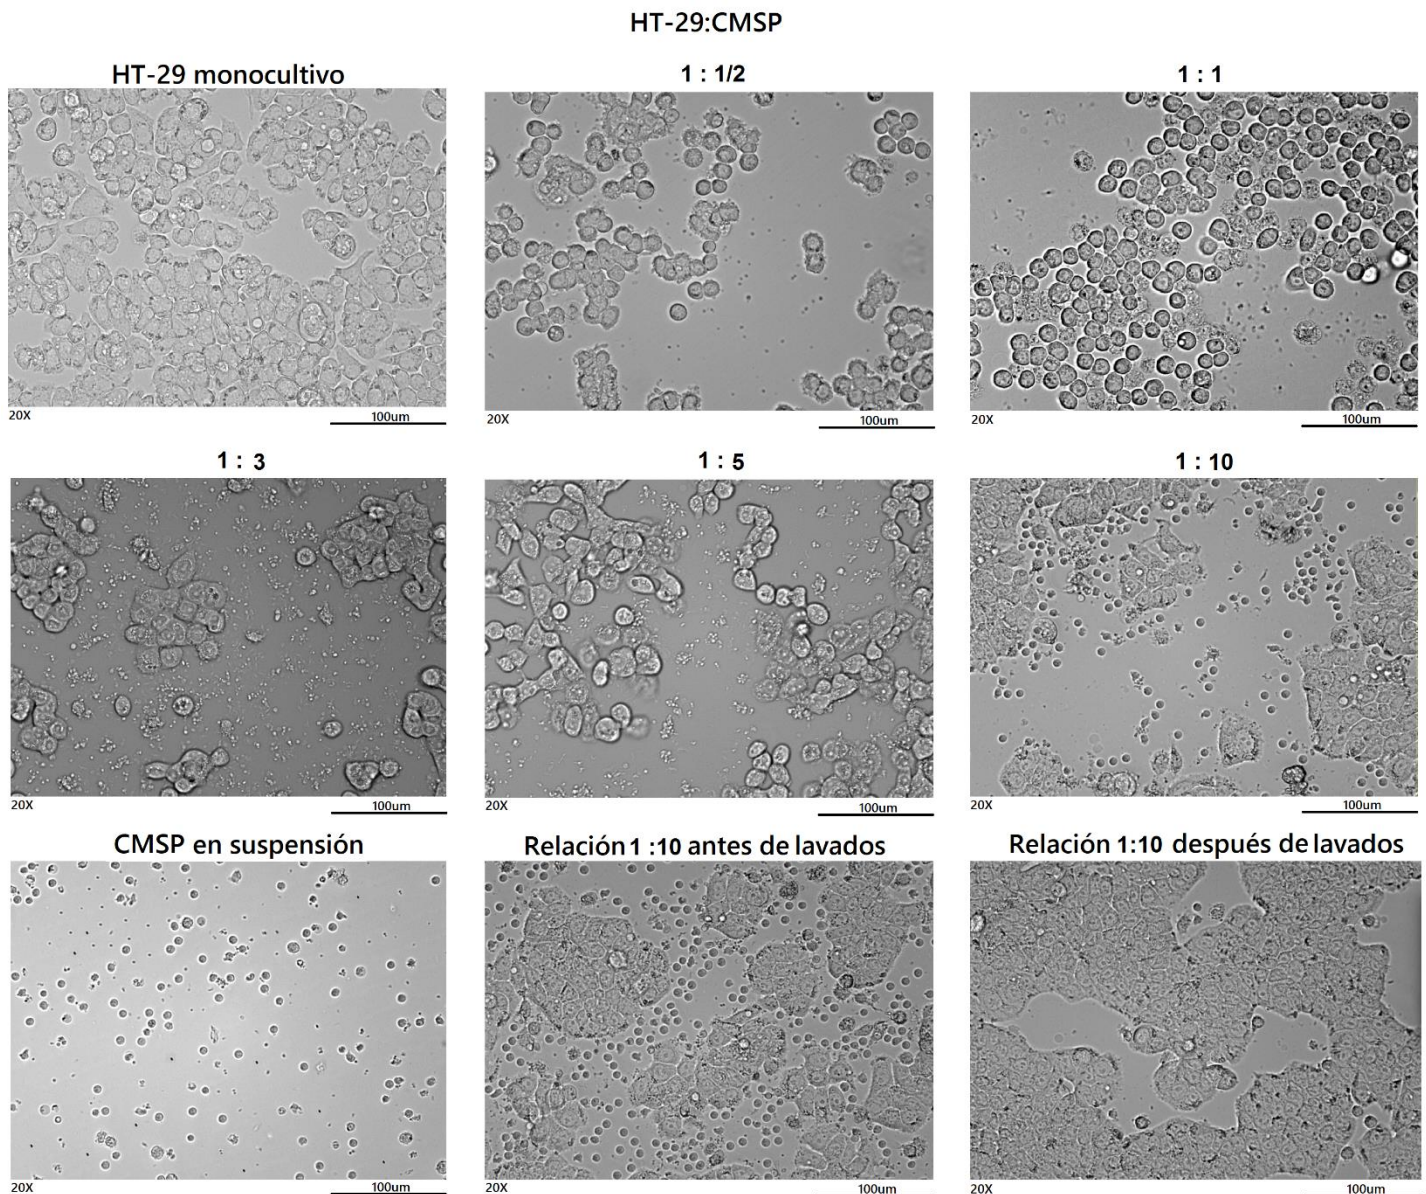 HT-29:CMSP
HT-29 monocultivo
1 : 1/2
1 : 1
20X
100um
20X
100um
20X
100um
1 : 3
1 : 5
1 : 10
20X
100um
20X
100um
20X
100um
CMSP en suspensión
Relación 1 :10 antes de lavados
Relación 1:10 después de lavados
20X
100um
20X
100um
20X
100um